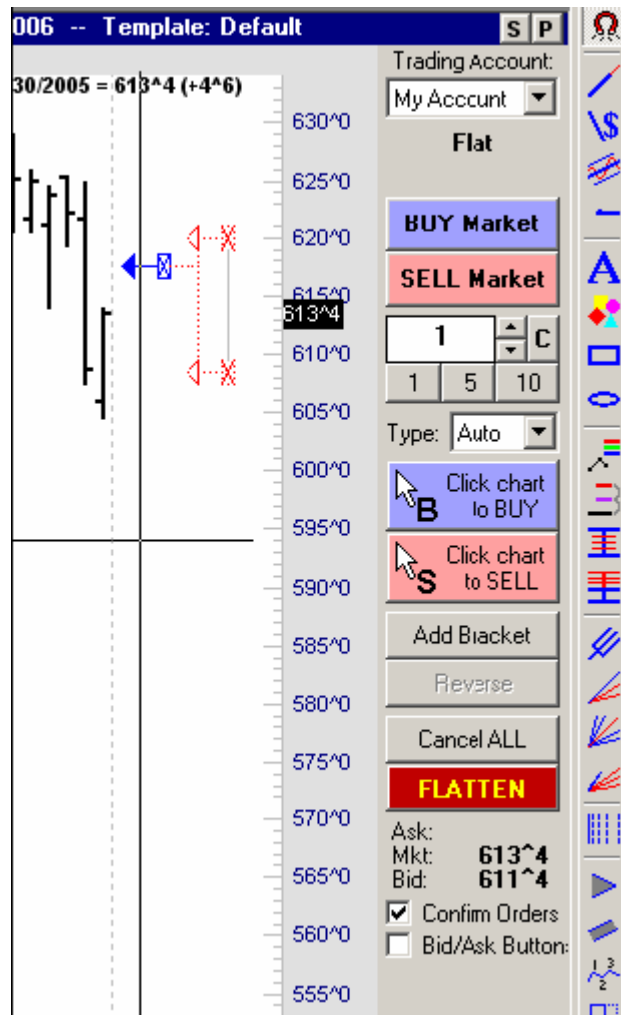 006 -- Template: Default
S P
Trading Account:
30/2005 = 613^4 (+4^6)
My Account
Flat
630^0
625^0
BUY Market
620^0
SELL Market
615^0
613^4
1
C
610^0
1 5 10
605^0
Type: Auto
600^0
Click chart
B to BUY
595^0
Click chart
S to SELL
590^0
Add Bracket
585^0
Reverse
580^0
Cancel ALL
575^0
FLATTEN
570^0
Ask:
Mkt: 613^4
565^0
Bid: 611^4
Confirm Orders
560^0
Bid/Ask Button
555^0
\$
A
1 3
2